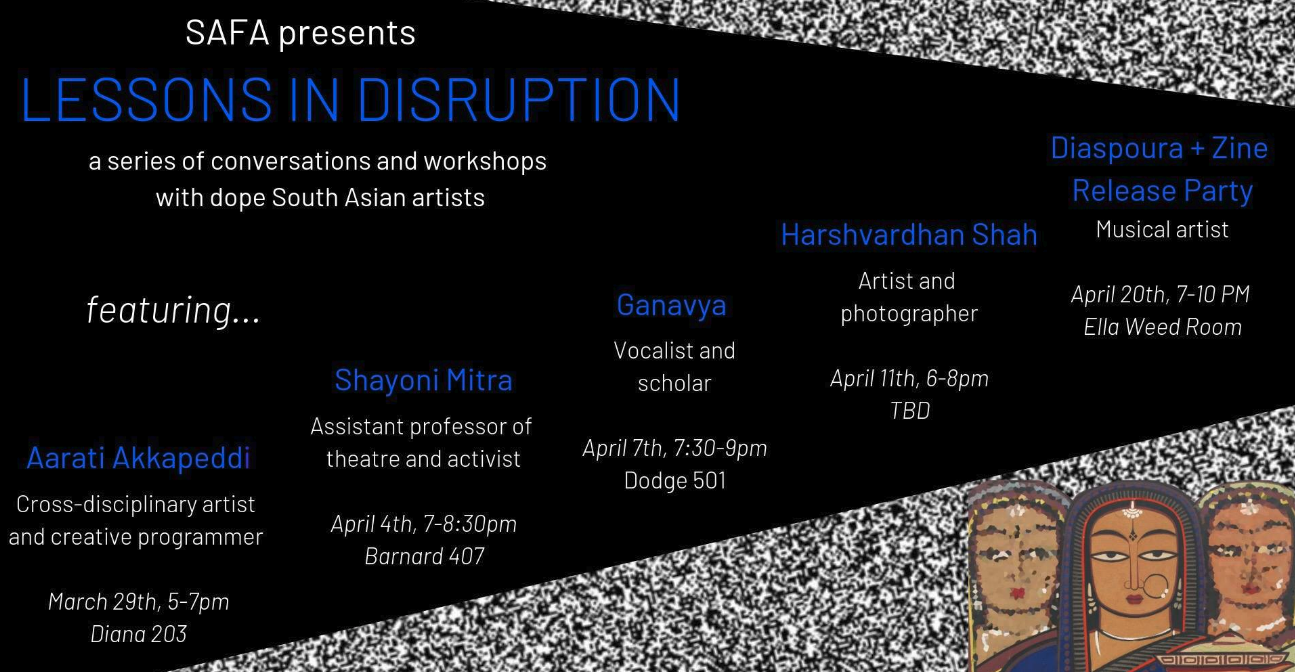 SAFA presents
LESSONS IN DISRUPTION
a series of conversations and workshops
with dope South Asian artists
featuring...
Aarati Akkapeddi
Cross-disciplinary artist
and creative programmer
March 29th, 5-7pm
Diana 203
Shayoni Mitra
Assistant professor of
theatre and activist
April 4th, 7-8:30pm
Barnard 407
Ganavya
Vocalist and
scholar
April 7th, 7:30-9pm
Dodge 501
Harshvardhan Shah
Artist and
photographer
April 11th, 6-8pm
TBD
Diaspoura + Zine
Release Party
Musical artist
April 20th, 7-10 PM
Ella Weed Room